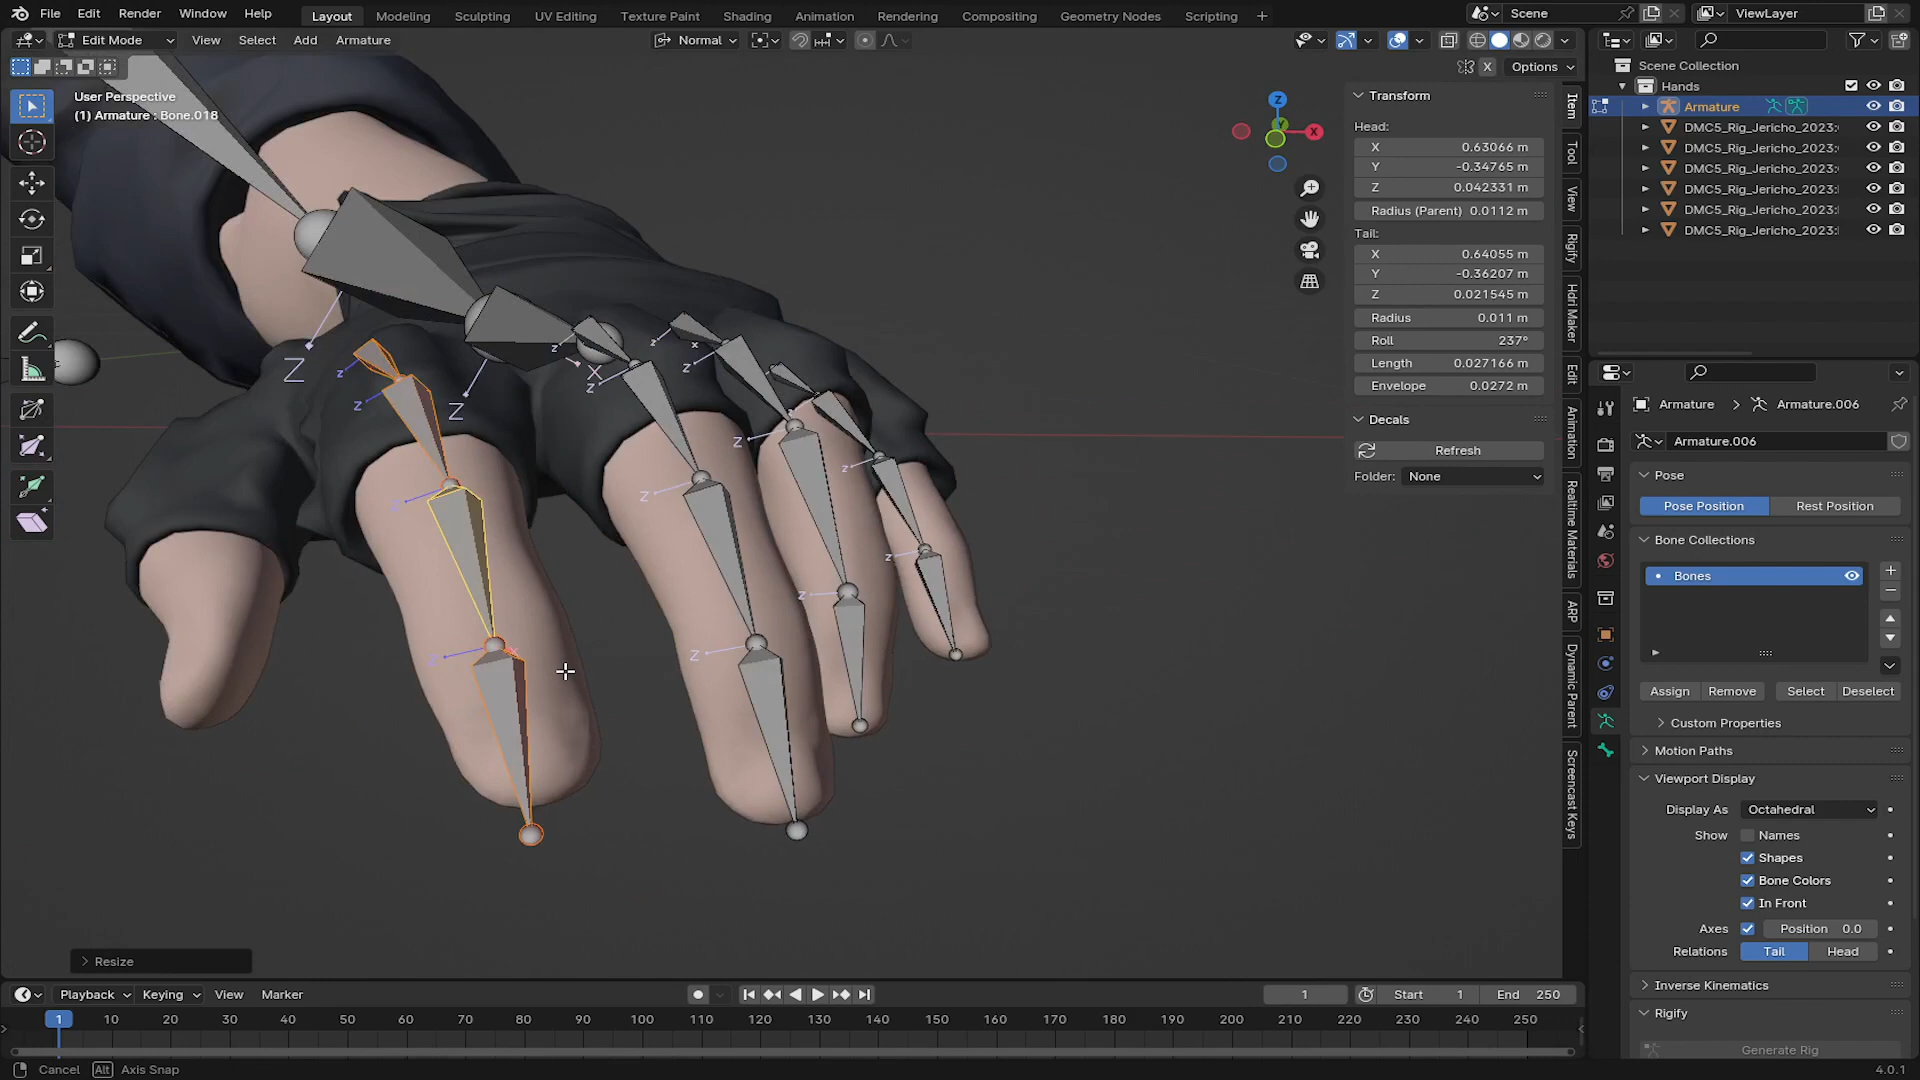 File Edit Render Window Help
Layout Modeling Sculpting UV Editing Texture Paint Shading Animation Rendering Compositing Geometry Nodes Scripting +
Scene
ViewLayer
Edit Mode View Select Add Armature
Normal
X Options
User Perspective
(1) Armature : Bone.018
Z
X
Transform
Head:
X 0.63066 m
Y -0.34765 m
Z 0.042331 m
Radius (Parent) 0.0112 m
Tail:
X 0.64055 m
Y -0.36207 m
Z 0.021545 m
Radius 0.011 m
Roll 237°
Length 0.027166 m
Envelope 0.0272 m
Decals
Refresh
Folder: None
Item
Tool
View
Rigify
Hdri Maker
Edit
Animation
Realtime Materials
ARP
Dynamic Parent
Screencast Keys
Scene Collection
Hands
Armature
DMC5_Rig_Jericho_2023:
DMC5_Rig_Jericho_2023:
DMC5_Rig_Jericho_2023:
DMC5_Rig_Jericho_2023:
DMC5_Rig_Jericho_2023:
DMC5_Rig_Jericho_2023:
Armature > Armature.006
Armature.006
Pose
Pose Position Rest Position
Bone Collections
Bones
Assign Remove Select Deselect
Custom Properties
Motion Paths
Viewport Display
Display As Octahedral
Show Names
Shapes
Bone Colors
In Front
Axes Position 0.0
Relations Tail Head
Inverse Kinematics
Rigify
Generate Rig
Resize
Playback Keying View Marker
1 Start 1 End 250
1 10 20 30 40 50 60 70 80 90 100 110 120 130 140 150 160 170 180 190 200 210 220 230 240 250
Cancel Alt Axis Snap
4.0.1